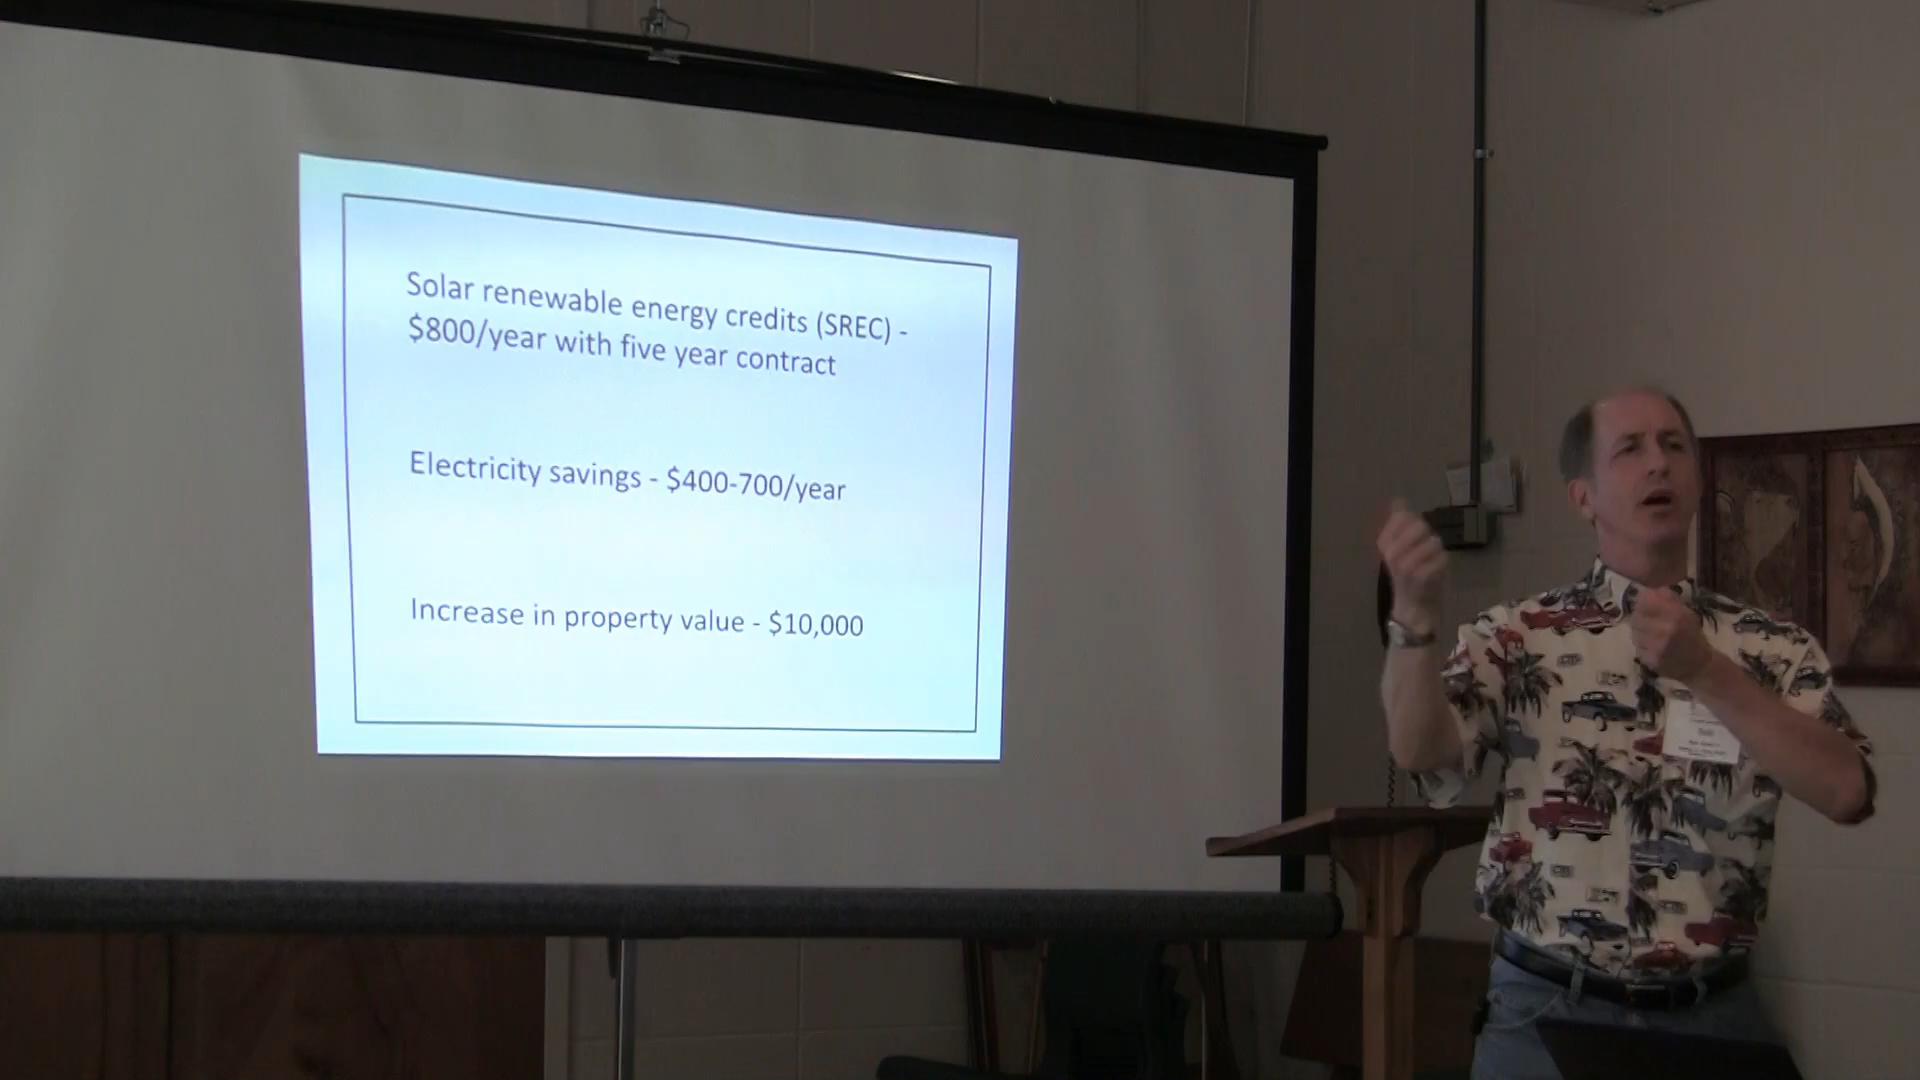 Solar renewable energy credits (SREC) -
$800/year with five year contract
Electricity savings - $400-700/year
Increase in property value - $10,000